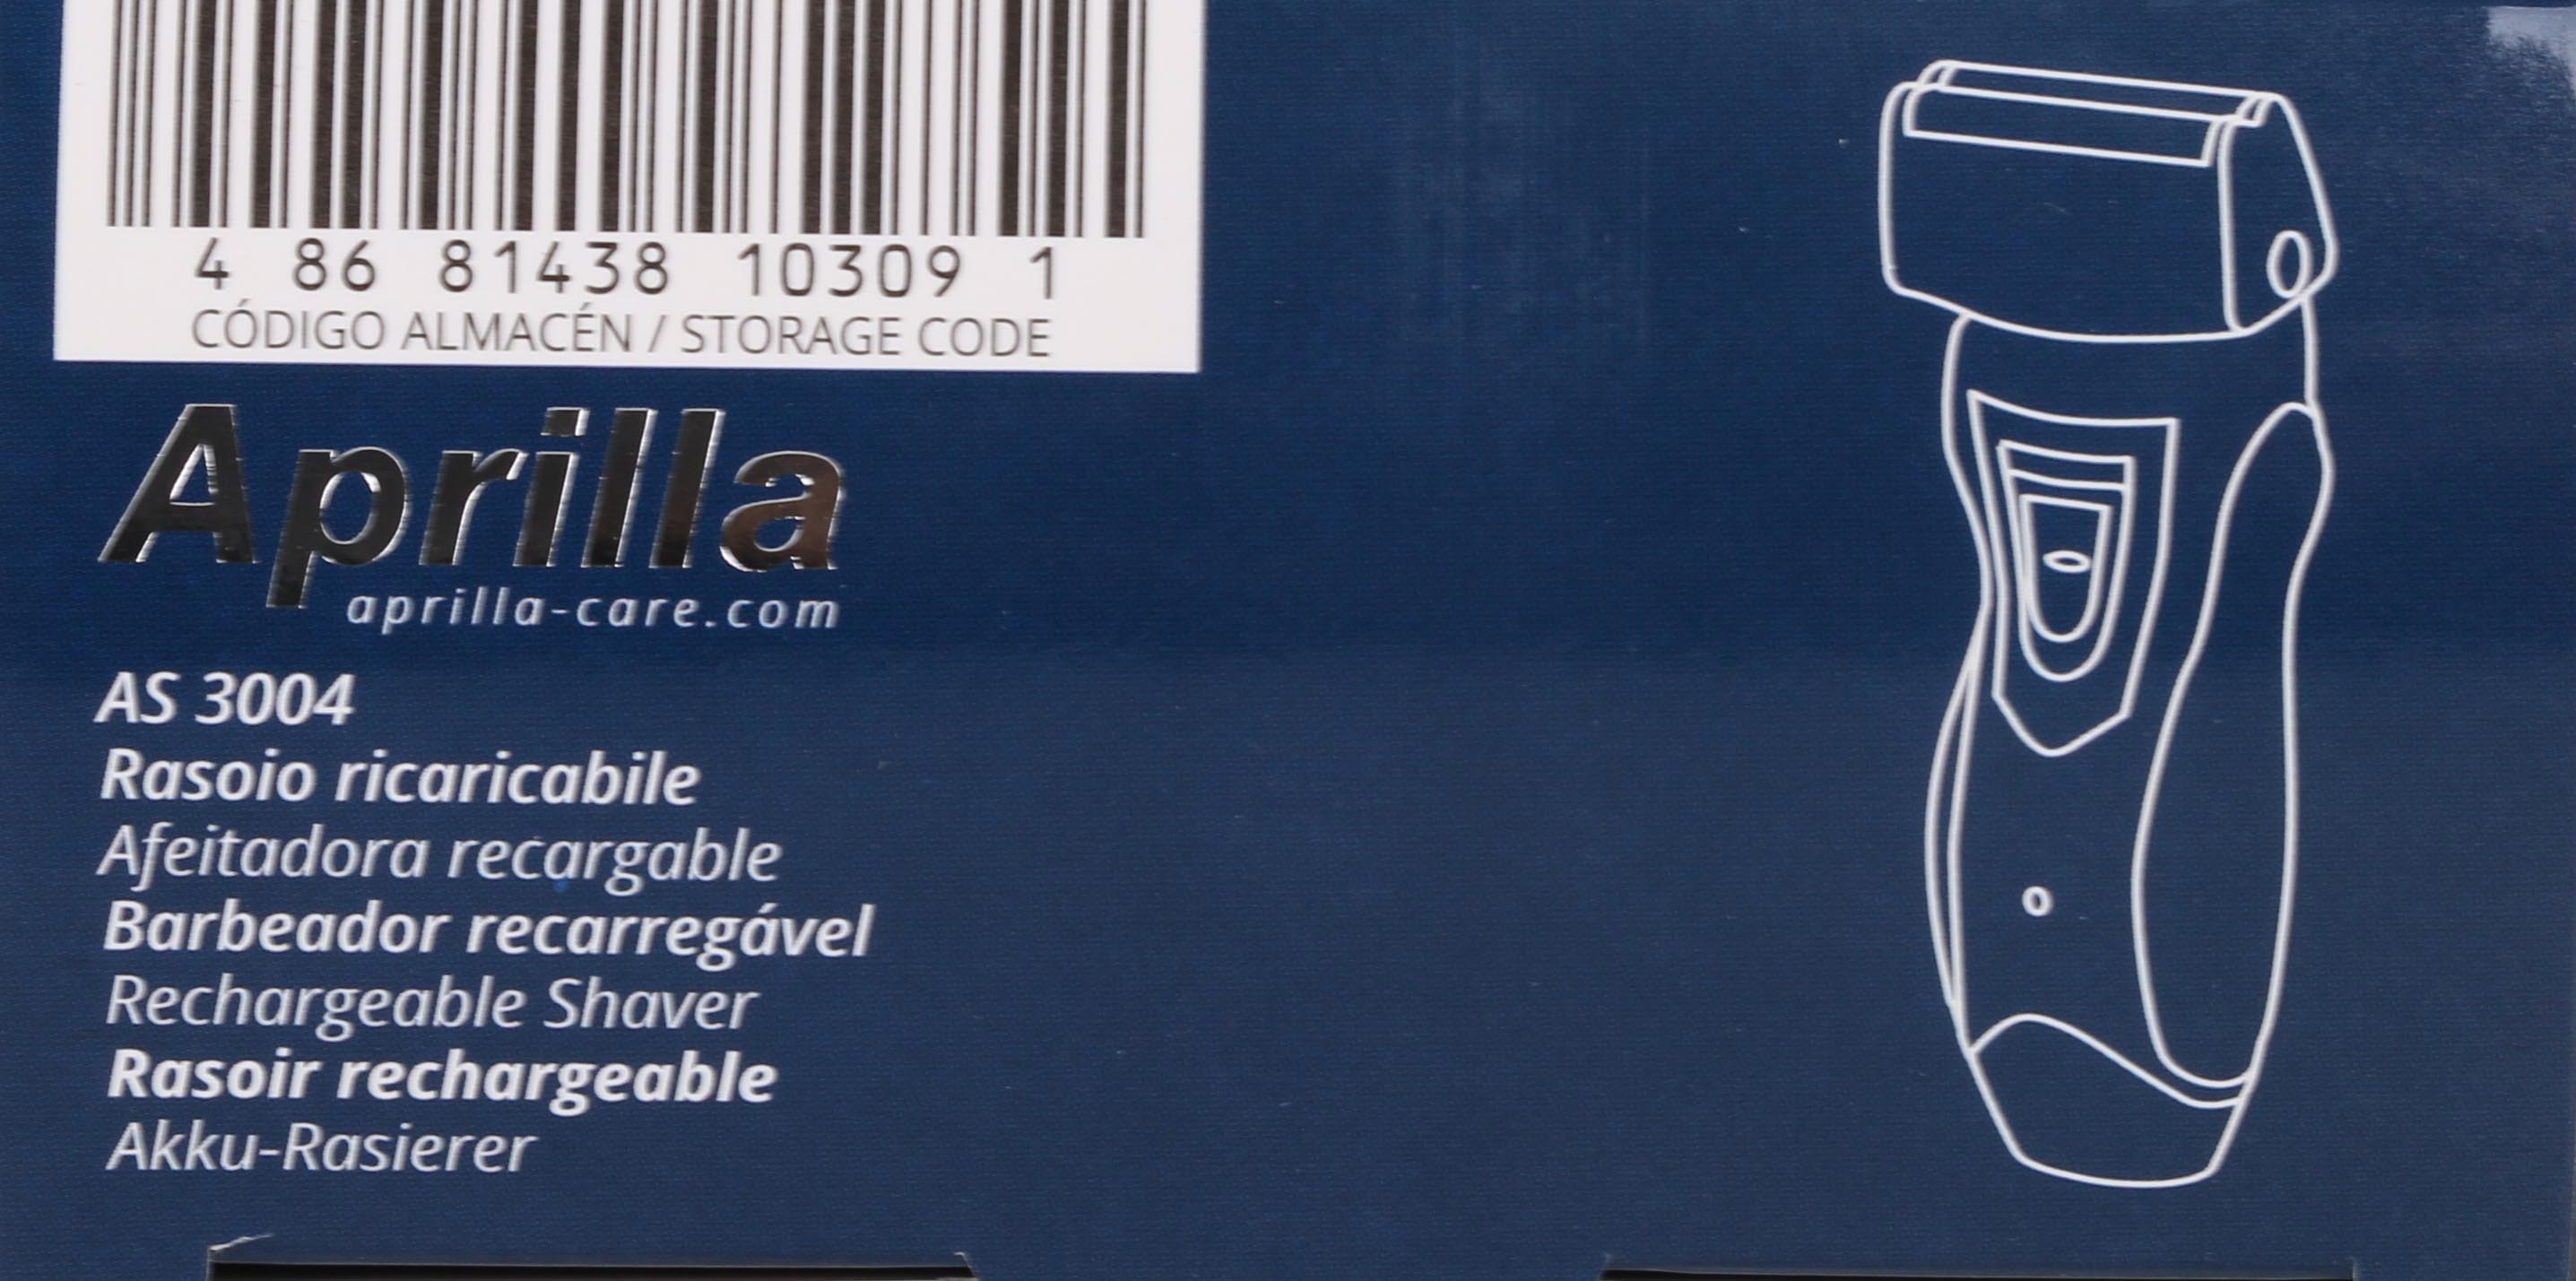 4 86 81438 10309 1
CÓDIGO ALMACÉN / STORAGE CODE
Aprilla
aprilla-care.com
AS 3004
Rasoio ricaricabile
Afeitadora recargable
Barbeador recarregável
Rechargeable Shaver
Rasoir rechargeable
Akku-Rasierer